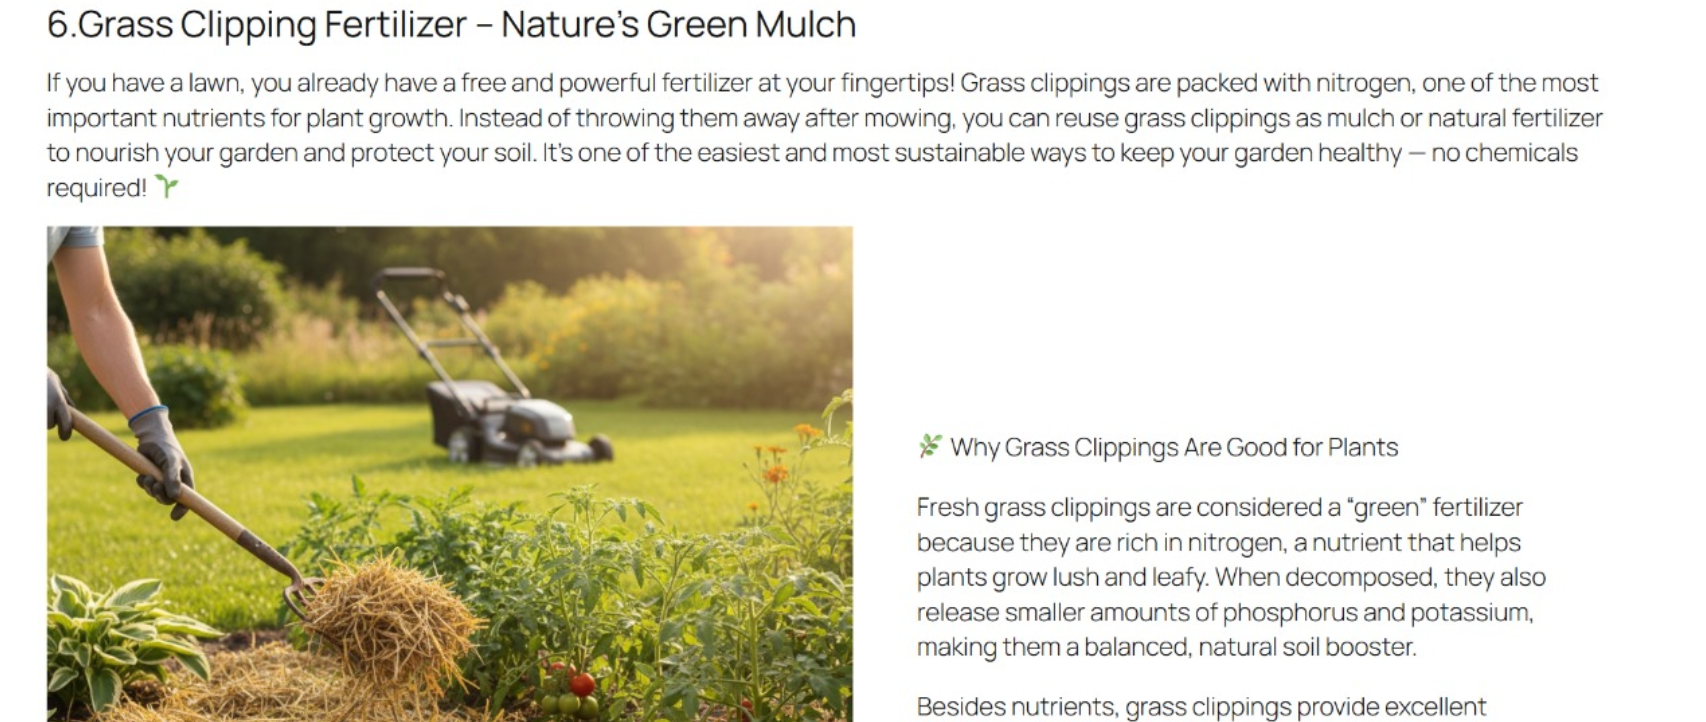 6.Grass Clipping Fertilizer – Nature’s Green Mulch
If you have a lawn, you already have a free and powerful fertilizer at your fingertips! Grass clippings are packed with nitrogen, one of the most
important nutrients for plant growth. Instead of throwing them away after mowing, you can reuse grass clippings as mulch or natural fertilizer
to nourish your garden and protect your soil. It’s one of the easiest and most sustainable ways to keep your garden healthy — no chemicals
required! 🌱
🌿 Why Grass Clippings Are Good for Plants
Fresh grass clippings are considered a “green” fertilizer
because they are rich in nitrogen, a nutrient that helps
plants grow lush and leafy. When decomposed, they also
release smaller amounts of phosphorus and potassium,
making them a balanced, natural soil booster.
Besides nutrients, grass clippings provide excellent